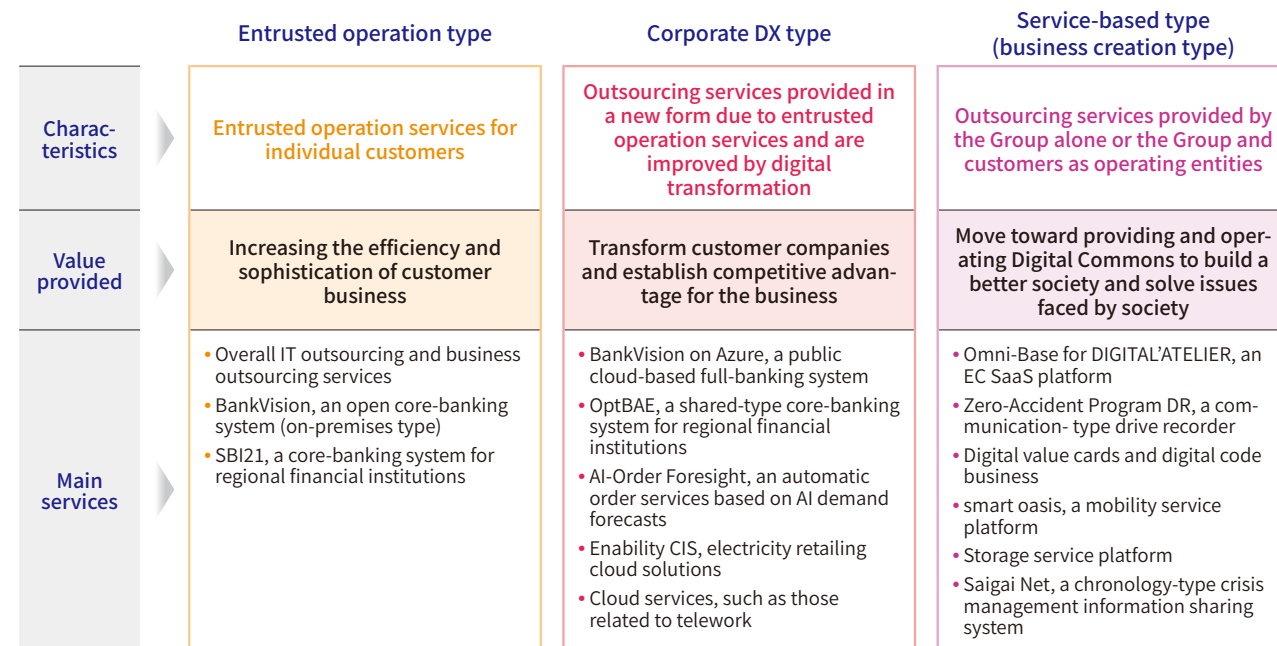 Entrusted operation type
Corporate DX type
Service-based type
(business creation type)
Charac-
teristics
Entrusted operation services for
individual customers
Outsourcing services provided in
a new form due to entrusted
operation services and are
improved by digital
transformation
Outsourcing services provided by
the Group alone or the Group and
customers as operating entities
Value
provided
Increasing the efficiency and
sophistication of customer
business
Transform customer companies
and establish competitive advan-
tage for the business
Move toward providing and oper-
ating Digital Commons to build a
better society and solve issues
faced by society
Main
services
• Overall IT outsourcing and business
outsourcing services
• BankVision, an open core-banking
system (on-premises type)
• SBI21, a core-banking system for
regional financial institutions
• BankVision on Azure, a public
cloud-based full-banking system
• OptBAE, a shared-type core-banking
system for regional financial
institutions
• AI-Order Foresight, an automatic
order services based on AI demand
forecasts
• Enability CIS, electricity retailing
cloud solutions
• Cloud services, such as those
related to telework
• Omni-Base for DIGITAL’ATELIER, an
EC SaaS platform
• Zero-Accident Program DR, a com-
munication- type drive recorder
• Digital value cards and digital code
business
• smart oasis, a mobility service
platform
• Storage service platform
• Saigai Net, a chronology-type crisis
management information sharing
system